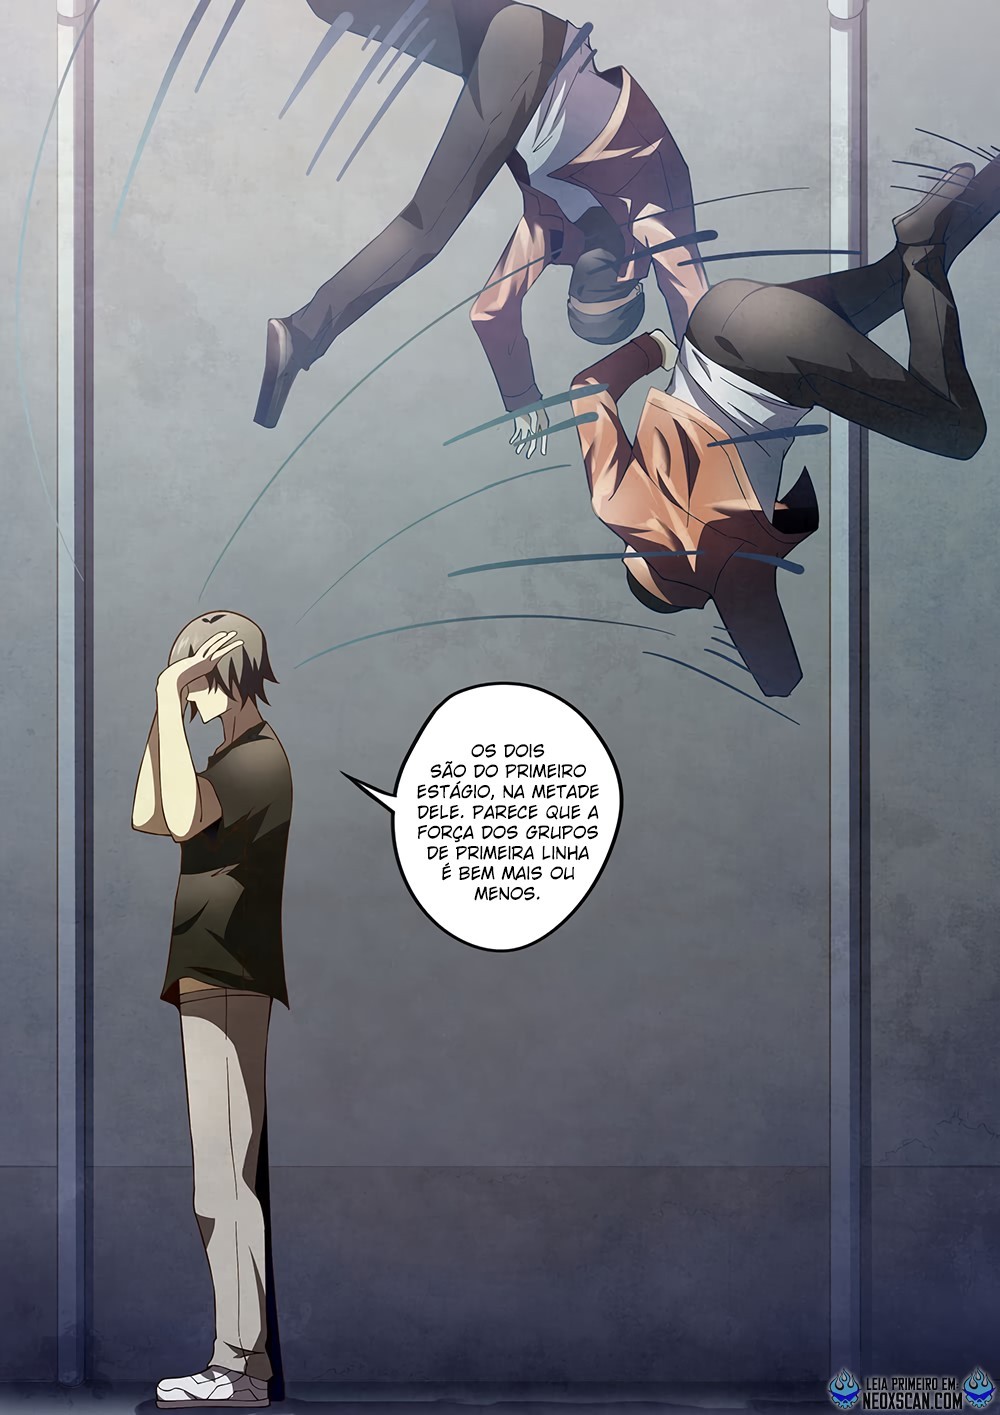 OS DOIS
SÃO DO PRIMEIRO
ESTÁGIO, NA METADE
DELE. PARECE QUE A
FORÇA DOS GRUPOS
DE PRIMEIRA LINHA
É BEM MAIS OU
MENOS.
LEIA PRIMEIRO EM
NEOXSCAN.COM